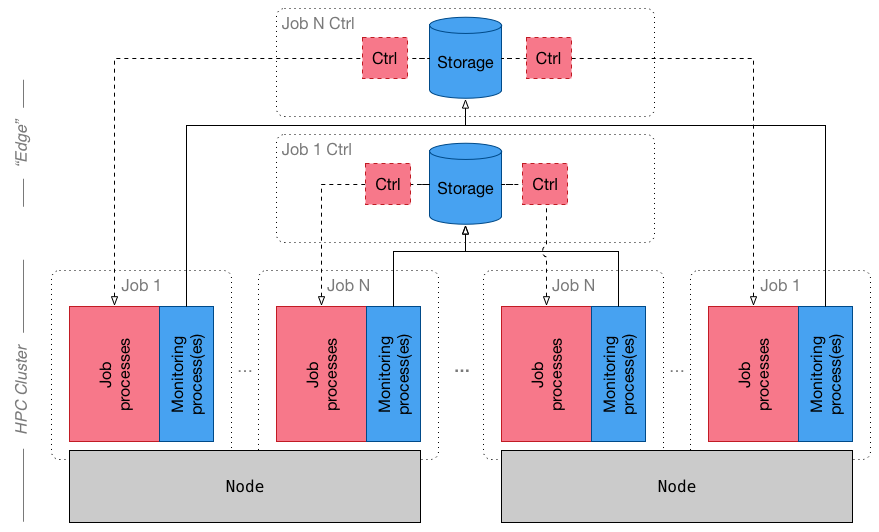 Job N Ctrl
Ctrl
Storage
Ctrl
“Edge”
Job 1 Ctrl
Ctrl
Storage
Ctrl
HPC Cluster
Job 1
Job N
Job N
Job 1
Job
processes
Monitoring
process(es)
...
Job
processes
Monitoring
process(es)
...
Job
processes
Monitoring
process(es)
...
Job
processes
Monitoring
process(es)
Node
Node